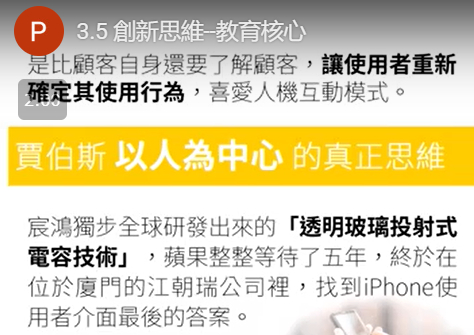 P
3.5 創新思維–教育核心
是比顧客自身還要了解顧客，讓使用者重新
確定其使用行為，喜愛人機互動模式。
賈伯斯 以人為中心 的真正思維
宸鴻獨步全球研發出來的「透明玻璃投射式
電容技術」，蘋果整整等待了五年，終於在
位於廈門的江朝瑞公司裡，找到iPhone使
用者介面最後的答案。